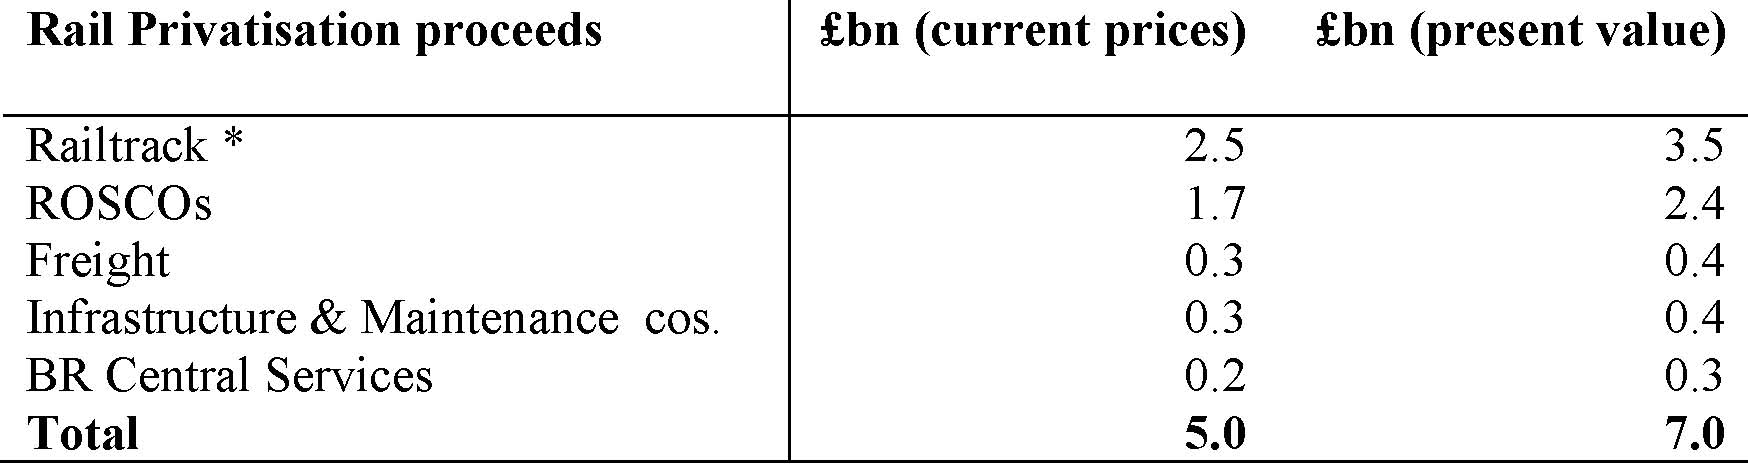 Rail Privatisation proceeds £bn (current prices) £bn (present value)
Railtrack * 2.5 3.5
ROSCOs 1.7 2.4
Freight 0.3 0.4
Infrastructure & Maintenance cos. 0.3 0.4
BR Central Services 0.2 0.3
Total 5.0 7.0